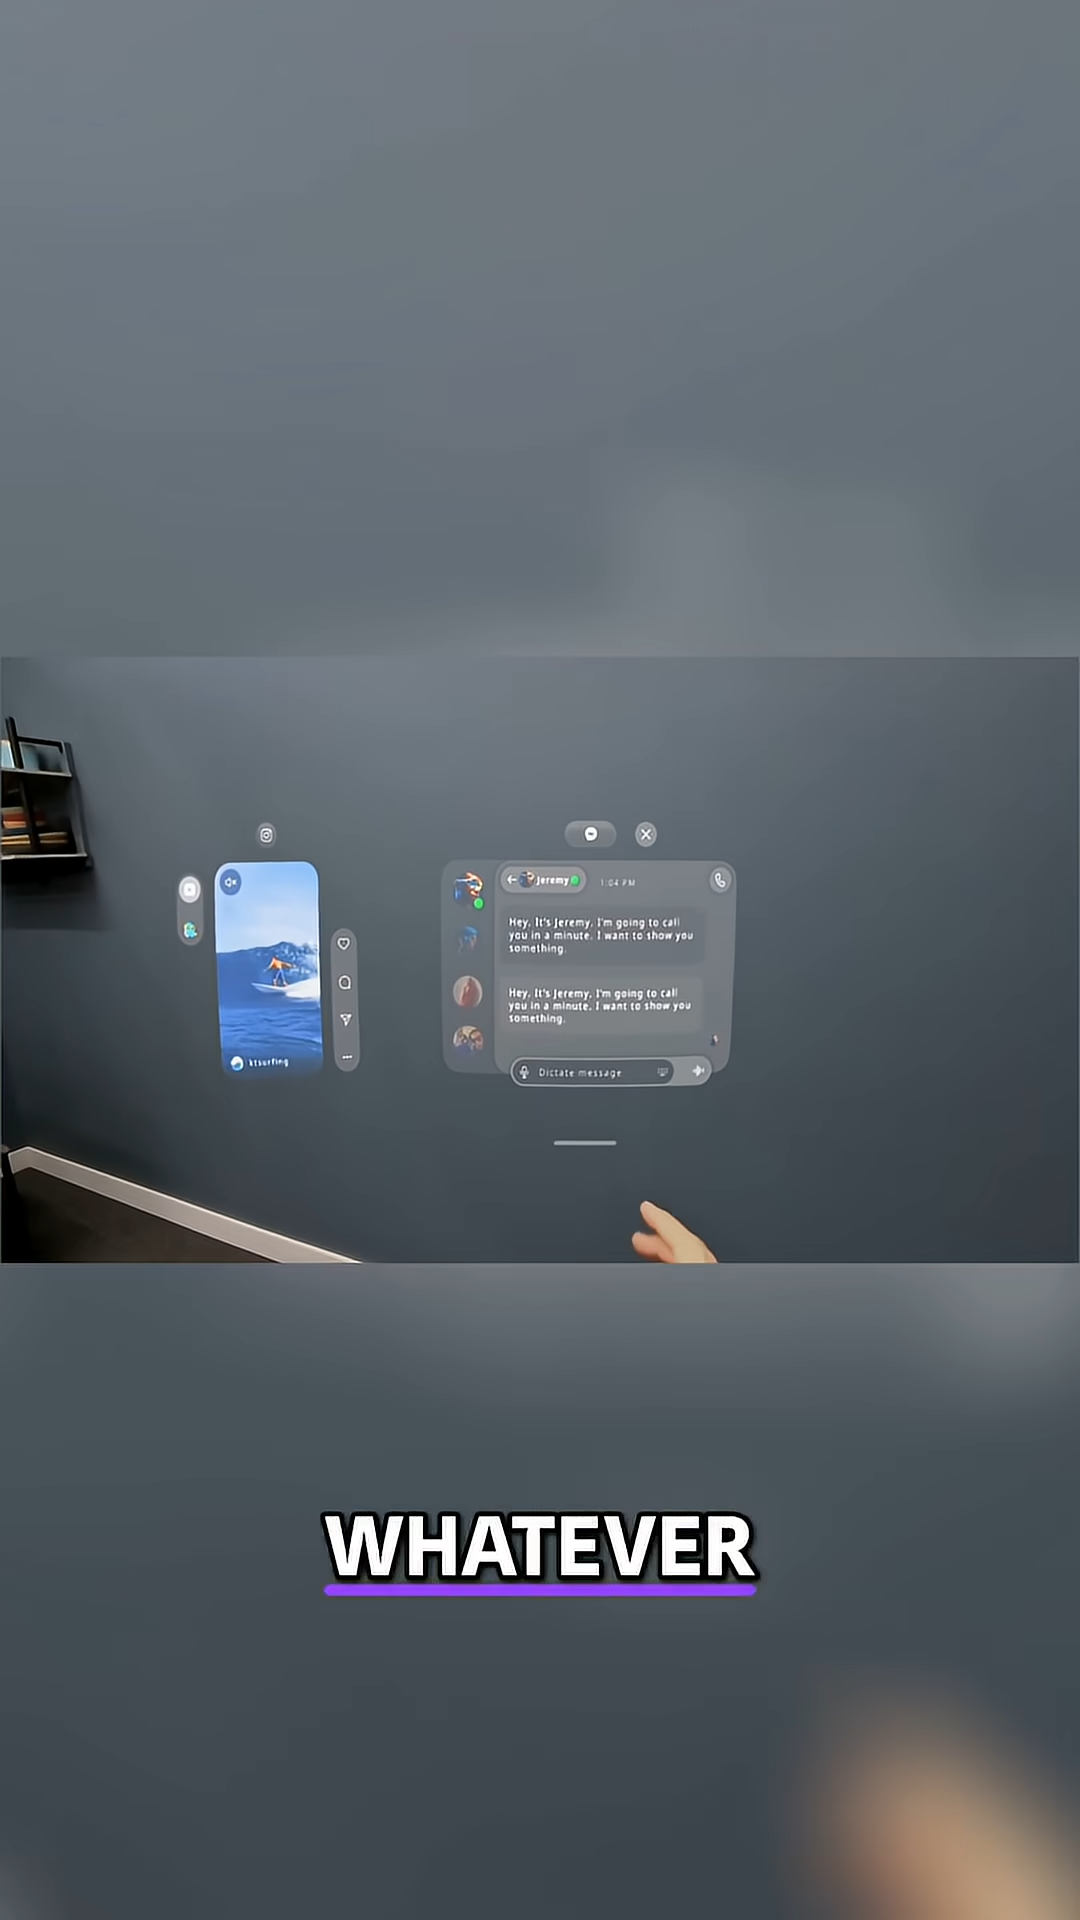 Jeremy
1:04 PM
Hey, It's Jeremy, I'm going to call
you in a minute. I want to show you
something.
Hey, It's Jeremy, I'm going to call
you in a minute. I want to show you
something.
ktsurfing
Dictate message
WHATEVER